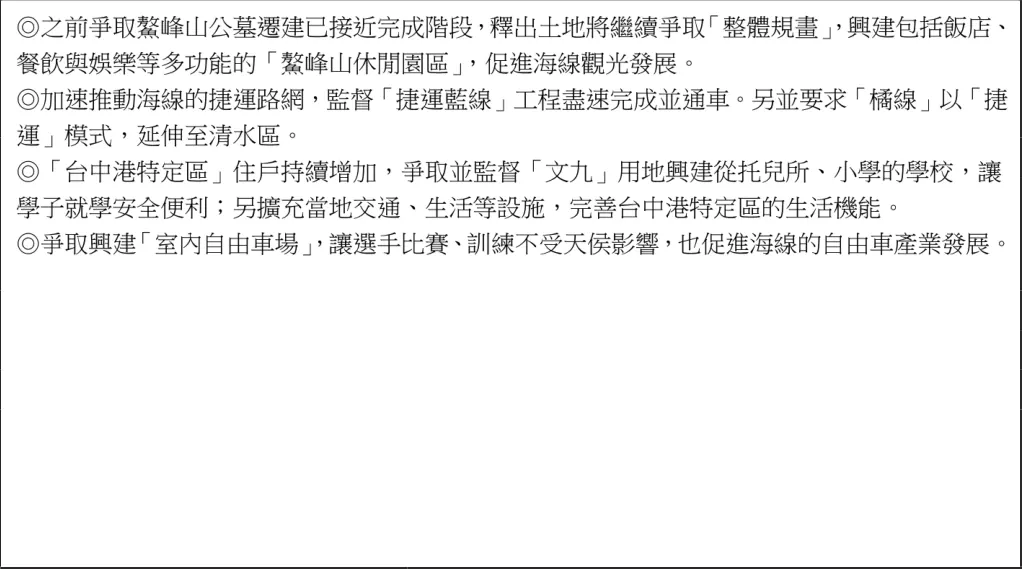 ◎之前爭取鰲峰山公墓遷建已接近完成階段，釋出土地將繼續爭取「整體規畫」，興建包括飯店、
餐飲與娛樂等多功能的「鰲峰山休閒園區」，促進海線觀光發展。
◎加速推動海線的捷運路網，監督「捷運藍線」工程盡速完成並通車。另並要求「橘線」以「捷
運」模式，延伸至清水區。
◎「台中港特定區」住戶持續增加，爭取並監督「文九」用地興建從托兒所、小學的學校，讓
學子就學安全便利；另擴充當地交通、生活等設施，完善台中港特定區的生活機能。
◎爭取興建「室內自由車場」，讓選手比賽、訓練不受天侯影響，也促進海線的自由車產業發展。